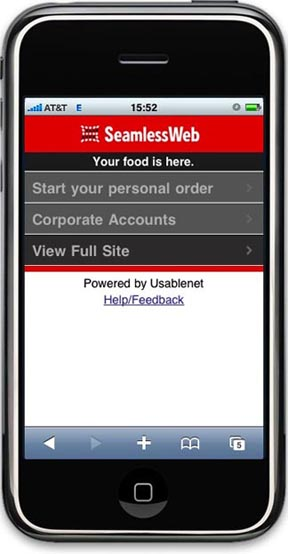 AT&T E 15:52
SeamlessWeb
Your food is here.
Start your personal order
Corporate Accounts
View Full Site
Powered by Usablenet
Help/Feedback
5